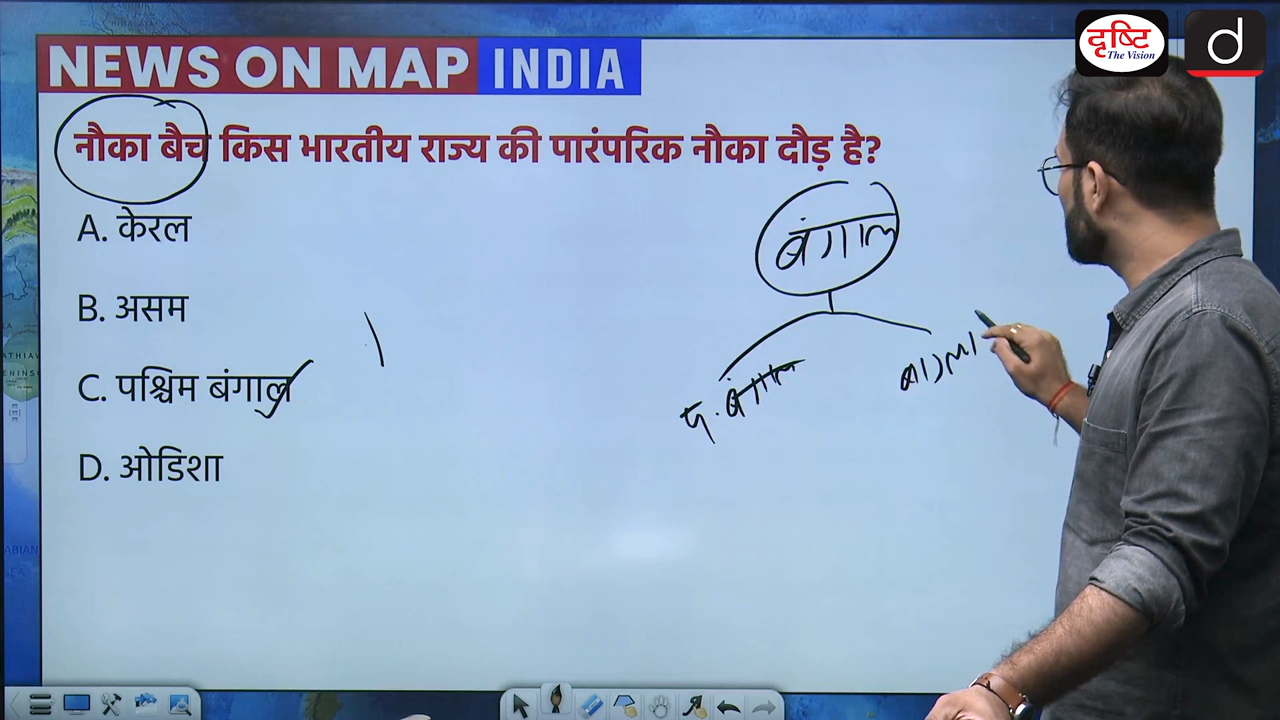 दृष्टि
The Vision
d
NEWS ON MAP INDIA
नौका बैच किस भारतीय राज्य की पारंपरिक नौका दौड़ है?
A. केरल
B. असम
C. पश्चिम बंगाल
D. ओडिशा
बंगाल
प. बंगाल